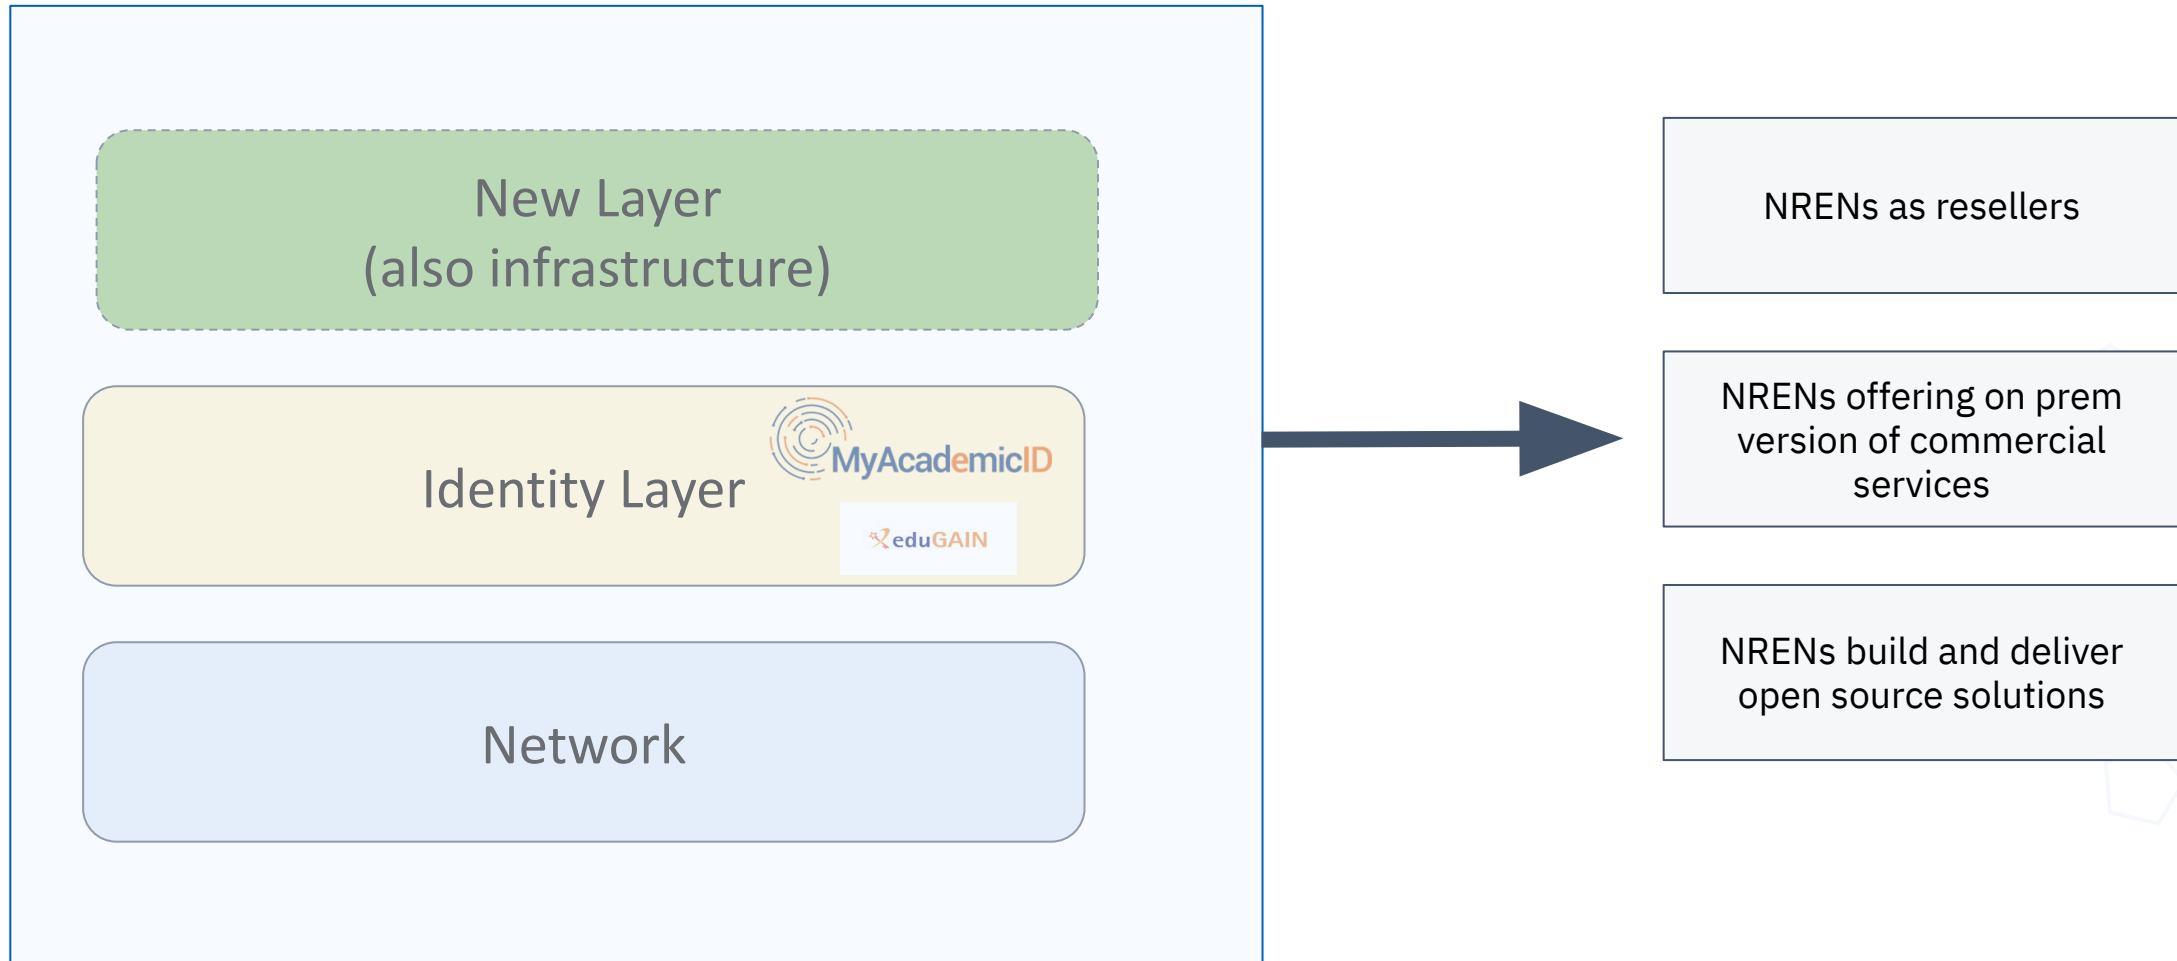 New Layer
(also infrastructure)
Identity Layer
MyAcademicID
eduGAIN
Network
NRENs as resellers
NRENs offering on prem
version of commercial
services
NRENs build and deliver
open source solutions